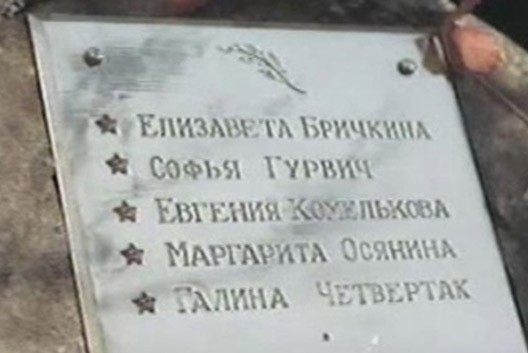 Елизавета Бричкина
Софья Гурвич
Евгения Комелькова
Маргарита Осянина
Галина Четвертак